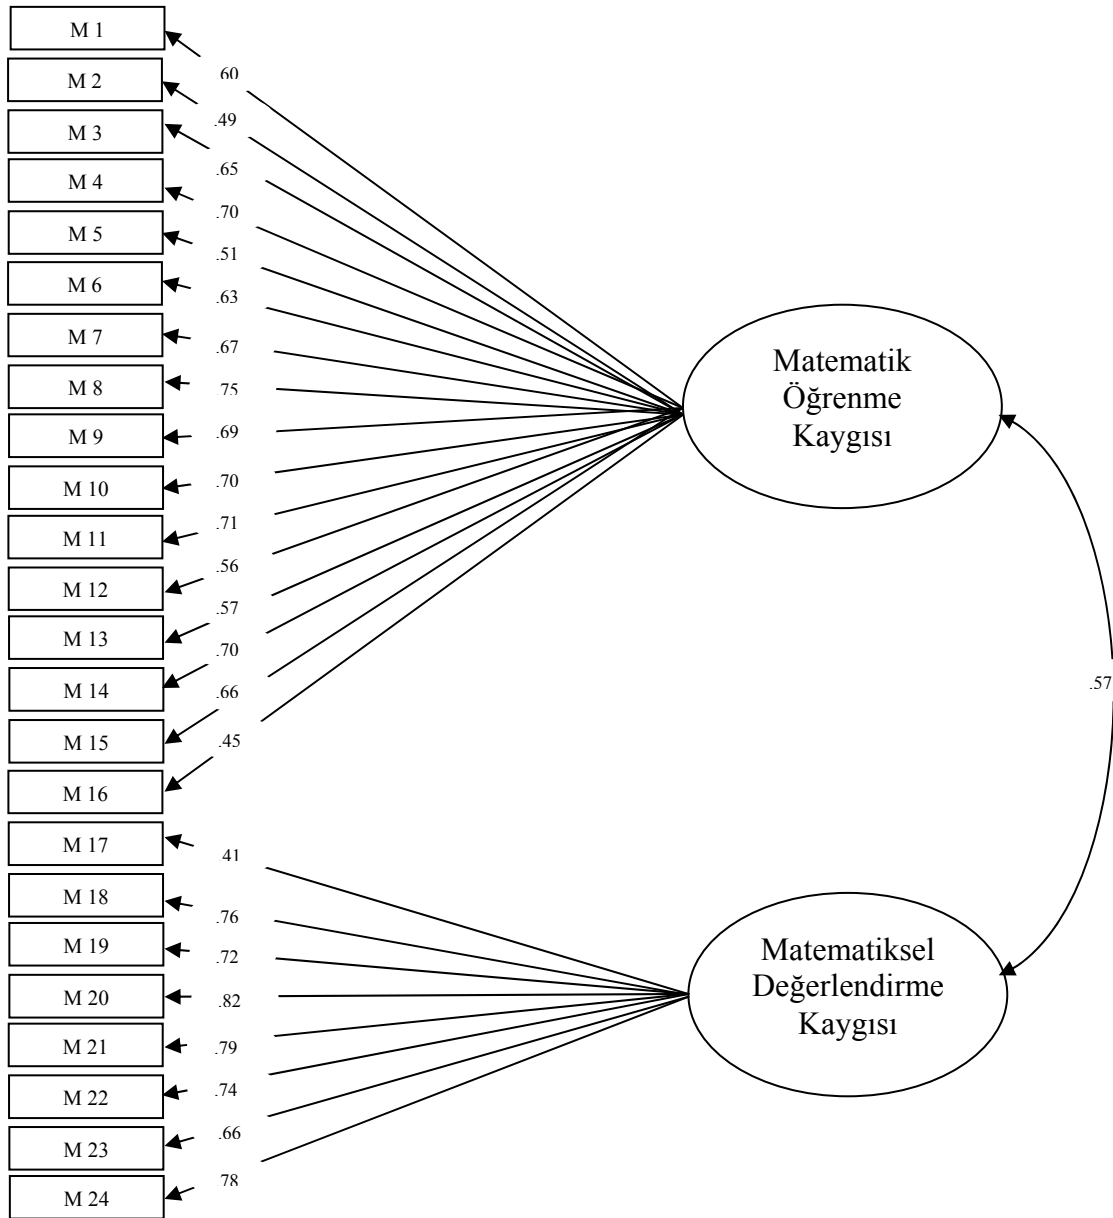 M 1
.60
M 2
.49
M 3
.65
M 4
.70
M 5
.51
M 6
.63
M 7
.67
M 8
.75
M 9
.69
M 10
.70
M 11
.71
M 12
.56
M 13
.57
M 14
.70
M 15
.66
M 16
.45
Matematik
Öğrenme
Kaygısı
.57
M 17
.41
M 18
.76
M 19
.72
M 20
.82
M 21
.79
M 22
.74
M 23
.66
M 24
.78
Matematiksel
Değerlendirme
Kaygısı